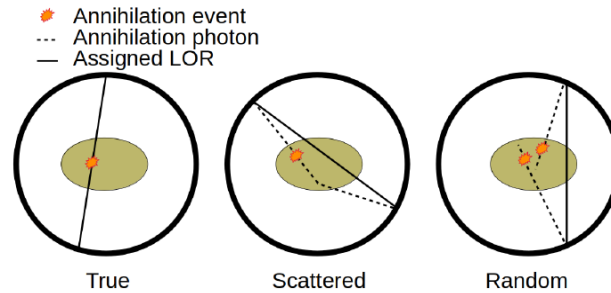 Annihilation event
Annihilation photon
Assigned LOR
True
Scattered
Random